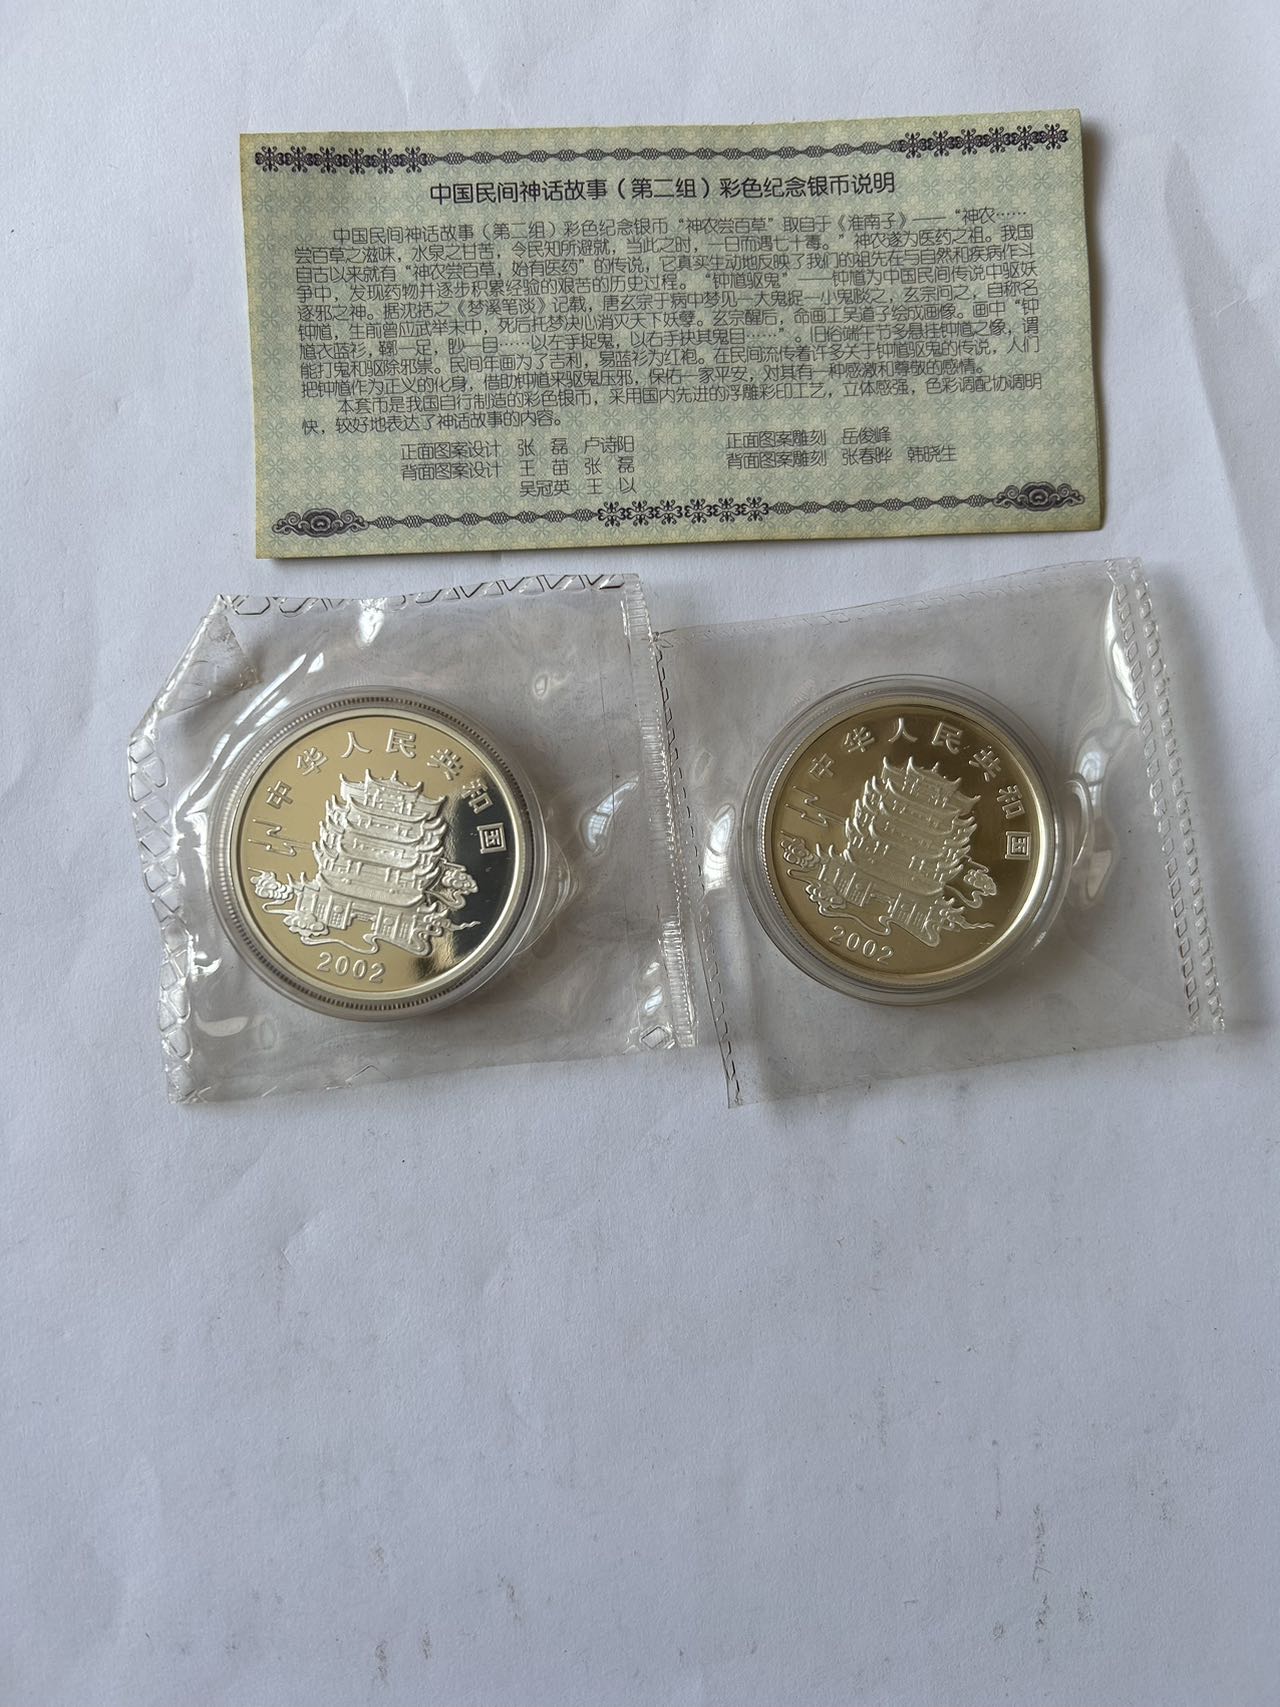 中国民间神话故事（第二组）彩色纪念银币说明
中国民间神话故事（第二组）彩色纪念银币“神农尝百草”取自于《淮南子》——“神农……
尝百草之滋味，水泉之甘苦，令民知所避就，当此之时，一日而遇七十毒。”神农遂为医药之祖。我国
自古以来就有“神农尝百草，始有医药”的传说，它真实生动地反映了我们的祖先在与自然和疾病作斗
争中，发现药物并逐步积累经验的艰苦的历史过程。“钟馗驱鬼”——钟馗为中国民间传说中驱妖
逐邪之神。据沈括之《梦溪笔谈》记载，唐玄宗于病中梦见一大鬼捉一小鬼啖之，玄宗问之，自称名
钟馗，生前曾应武举未中，死后托梦决心消灭天下妖孽。玄宗醒后，命画工吴道子绘成画像。画中“钟
馗衣蓝衫，鞹一足，眇一目……以左手捉鬼，以右手抉其鬼目……”。旧俗端午节多悬挂钟馗之像，谓
能打鬼和驱除邪祟。民间年画为了吉利，易蓝衫为红袍。在民间流传着许多关于钟馗驱鬼的传说，人们
把钟馗作为正义的化身，借助钟馗来驱鬼压邪，保佑一家平安，对其有一种感激和尊敬的感情。
本套币是我国自行制造的彩色银币，采用国内先进的浮雕彩印工艺，立体感强，色彩调配协调明
快，较好地表达了神话故事的内容。
正面图案设计 张 磊 卢诗阳 正面图案雕刻 岳俊峰
背面图案设计 王 苗 张 磊 背面图案雕刻 张春晔 韩晓生
吴冠英 王 以
中华人民共和国
2002
中华人民共和国
2002